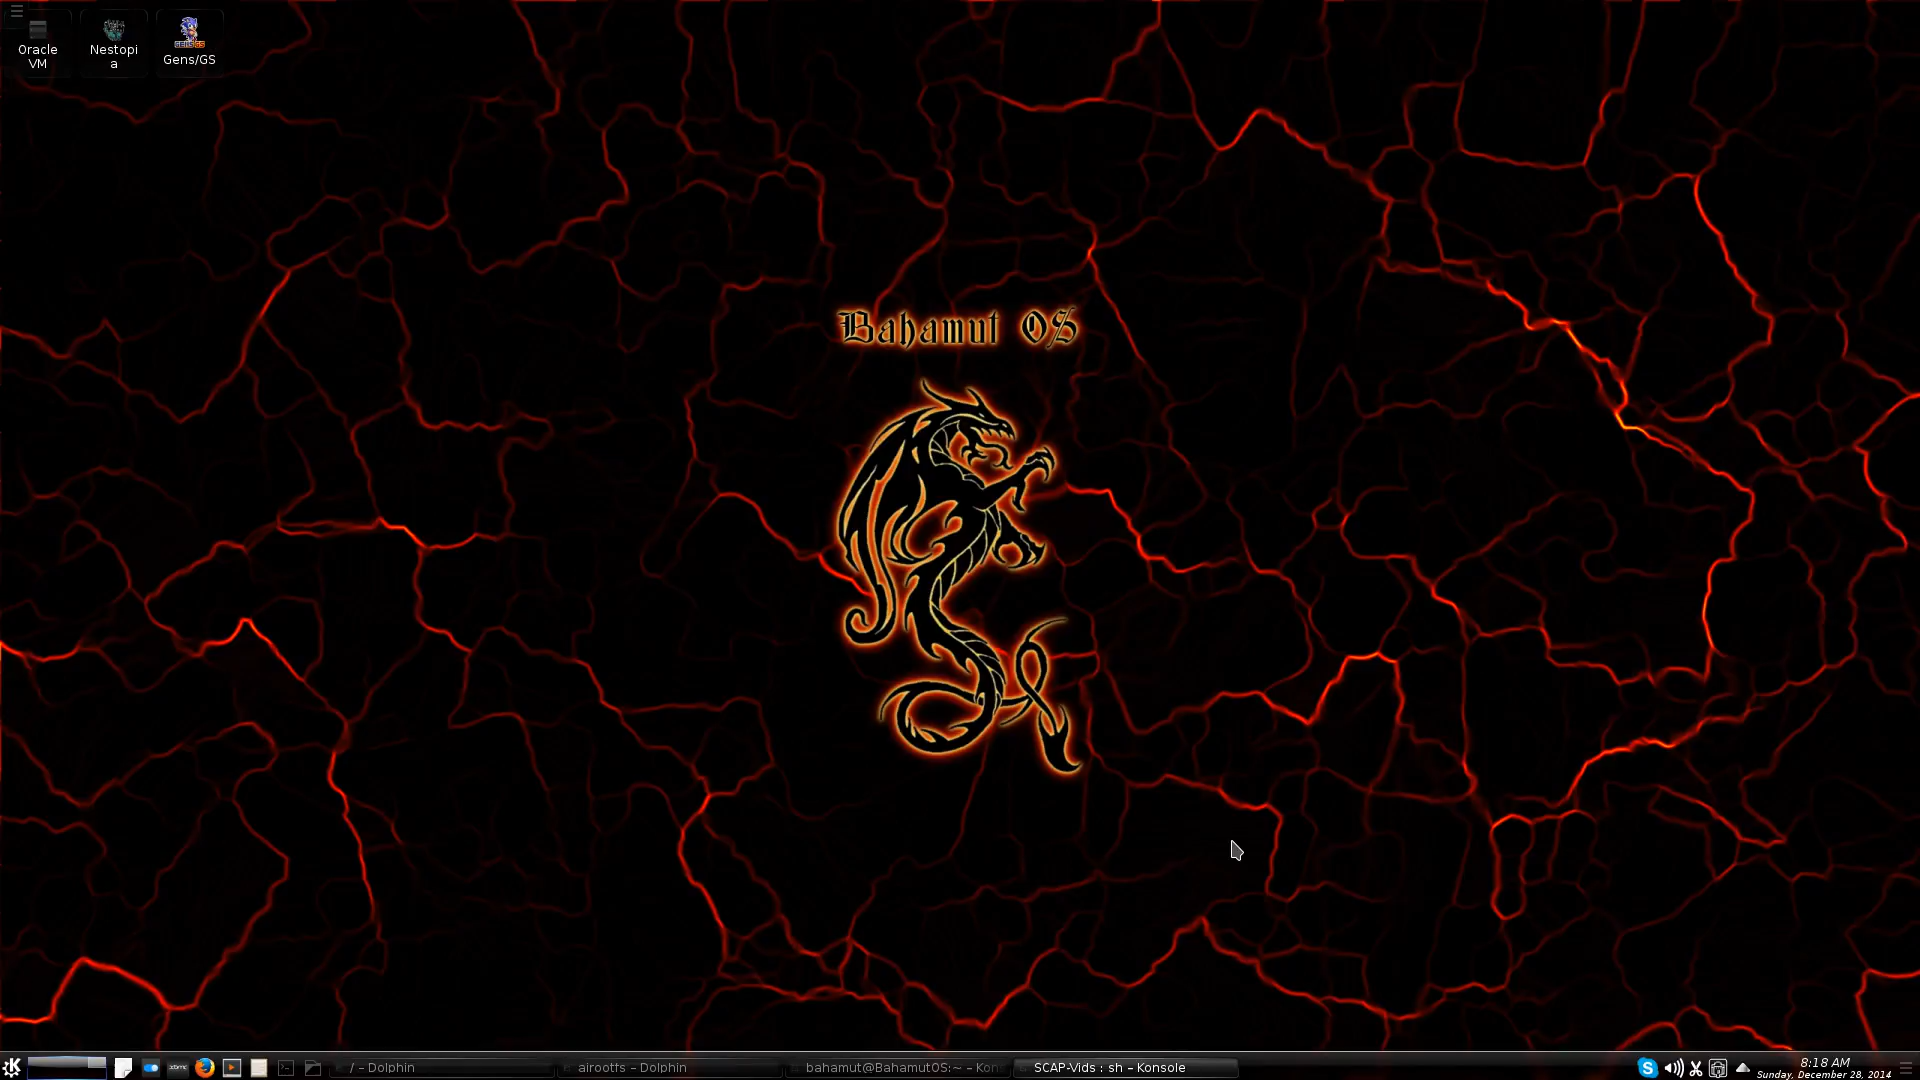 Oracle
VM
Nestopi
a
Gens/GS
Bahamut OS
/ – Dolphin
airootfs – Dolphin
bahamut@BahamutOS:~ – Kons
SCAP-Vids : sh – Konsole
8:18 AM
Sunday, December 28, 2014